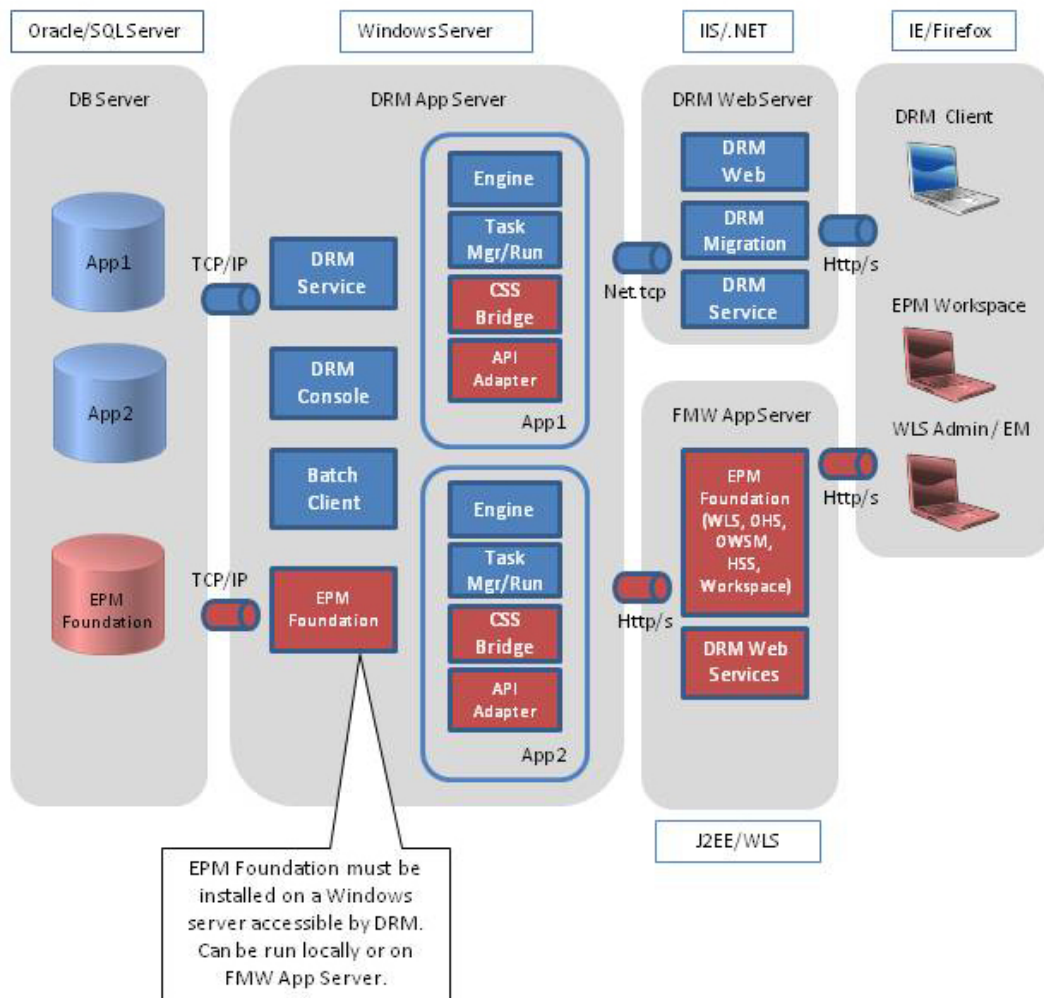 Oracle/SQL Server
Windows Server
IIS/.NET
IE/Firefox
DB Server
App1
App2
EPM
Foundation
TCP/IP
TCP/IP
DRM App Server
DRM
Service
DRM
Console
Batch
Client
EPM
Foundation
Engine
Task
Mgr/Run
CSS
Bridge
API
Adapter
App1
Engine
Task
Mgr/Run
CSS
Bridge
API
Adapter
App2
Net.tcp
Http/s
DRM WebServer
DRM
Web
DRM
Migration
DRM
Service
FMW AppServer
EPM
Foundation
(WLS, OHS,
OWSM,
HSS,
Workspace)
DRM Web
Services
J2EE/WLS
Http/s
Http/s
DRM Client
EPM Workspace
WLS Admin / EM
EPM Foundation must be
installed on a Windows
server accessible by DRM.
Can be run locally or on
FMW App Server.